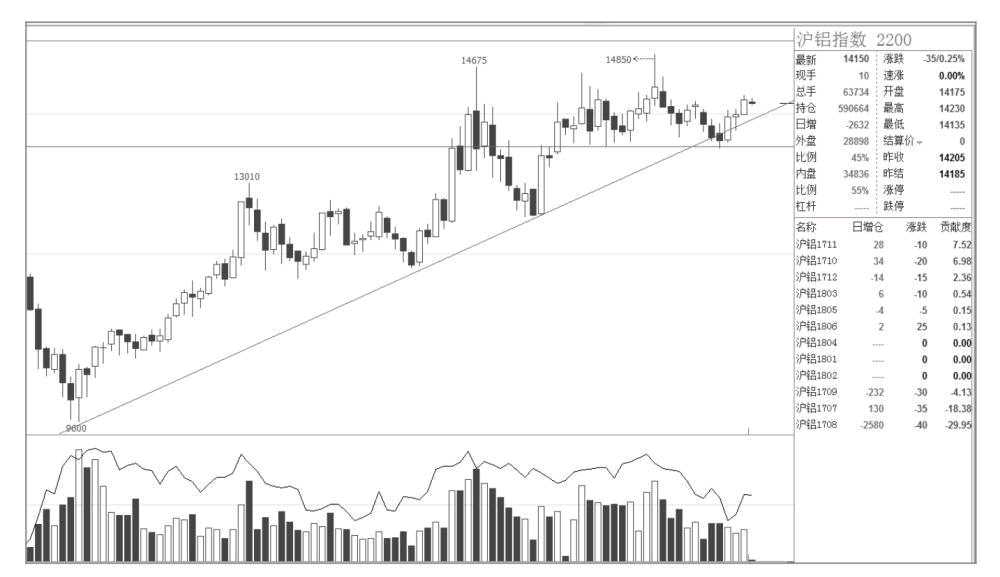 沪铝指数 2200
14675
14850
13010
9600
最新 14150 涨跌 -35/0.25%
现手 10 速涨 0.00%
总手 63734 开盘 14175
持仓 590664 最高 14230
日增 -2632 最低 14135
外盘 28898 结算价 0
比例 45% 昨收 14205
内盘 34836 昨结 14185
比例 55% 涨停 -----
杠杆 ----- 跌停 -----
名称 日增仓 涨跌 贡献度
沪铝1711 28 -10 7.52
沪铝1710 34 -20 6.98
沪铝1712 -14 -15 2.36
沪铝1803 6 -10 0.54
沪铝1805 -4 -5 0.15
沪铝1806 2 25 0.13
沪铝1804 ---- 0 0.00
沪铝1801 ---- 0 0.00
沪铝1802 ---- 0 0.00
沪铝1709 -232 -30 -4.13
沪铝1707 130 -35 -18.38
沪铝1708 -2580 -40 -29.95